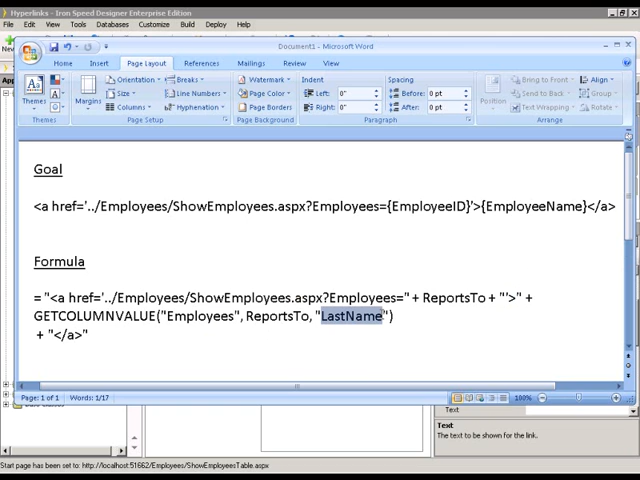 Hyperlinks - Iron Speed Designer Enterprise Edition
File Edit View Tools Databases Customize Build Deploy Help
Document1 - Microsoft Word
Home Insert Page Layout References Mailings Review View
Themes
Margins
Orientation
Size
Columns
Breaks
Line Numbers
Hyphenation
Watermark
Page Color
Page Borders
Indent
Left: 0"
Right: 0"
Spacing
Before: 0 pt
After: 0 pt
Position
Bring to Front
Send to Back
Text Wrapping
Align
Group
Rotate
Themes Page Setup Paragraph Arrange
Goal
<a href='../Employees/ShowEmployees.aspx?Employees={EmployeeID}'>{EmployeeName}</a>
Formula
= "<a href='../Employees/ShowEmployees.aspx?Employees=" + ReportsTo + "'>" +
GETCOLUMNVALUE("Employees", ReportsTo, "LastName")
+ "</a>"
Page: 1 of 1 Words: 1/17 100%
Text
Text
The text to be shown for the link.
Start page has been set to: http://localhost:51662/Employees/ShowEmployeesTable.aspx